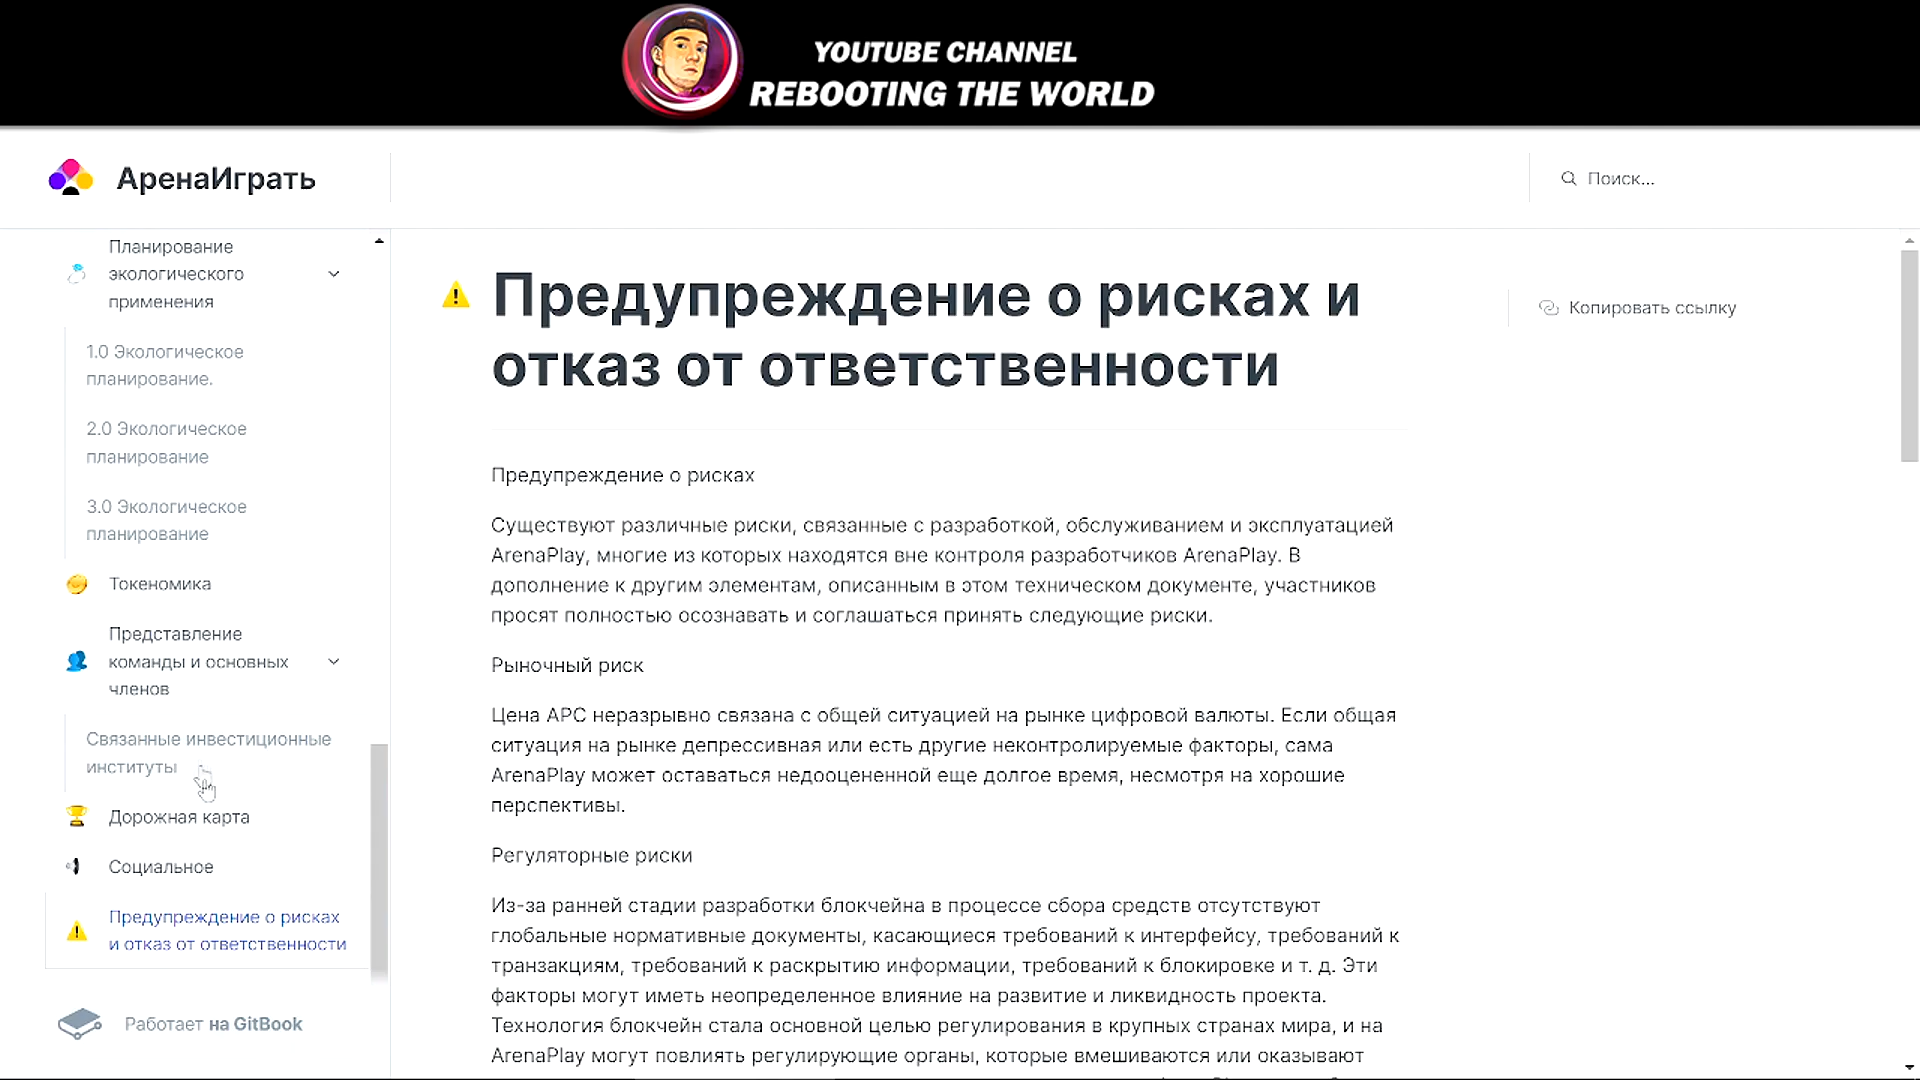 YOUTUBE CHANNEL
REBOOTING THE WORLD
АренаИграть
Поиск...
Планирование
экологического
применения
1.0 Экологическое
планирование.
2.0 Экологическое
планирование
3.0 Экологическое
планирование
Токеномика
Представление
команды и основных
членов
Связанные инвестиционные
институты
Дорожная карта
Социальное
Предупреждение о рисках
и отказ от ответственности
Работает на GitBook
Предупреждение о рисках и
отказ от ответственности
Копировать ссылку
Предупреждение о рисках
Существуют различные риски, связанные с разработкой, обслуживанием и эксплуатацией
ArenaPlay, многие из которых находятся вне контроля разработчиков ArenaPlay. В
дополнение к другим элементам, описанным в этом техническом документе, участников
просят полностью осознавать и соглашаться принять следующие риски.
Рыночный риск
Цена APC неразрывно связана с общей ситуацией на рынке цифровой валюты. Если общая
ситуация на рынке депрессивная или есть другие неконтролируемые факторы, сама
ArenaPlay может оставаться недооцененной еще долгое время, несмотря на хорошие
перспективы.
Регуляторные риски
Из-за ранней стадии разработки блокчейна в процессе сбора средств отсутствуют
глобальные нормативные документы, касающиеся требований к интерфейсу, требований к
транзакциям, требований к раскрытию информации, требований к блокировке и т. д. Эти
факторы могут иметь неопределенное влияние на развитие и ликвидность проекта.
Технология блокчейн стала основной целью регулирования в крупных странах мира, и на
ArenaPlay могут повлиять регулирующие органы, которые вмешиваются или оказывают